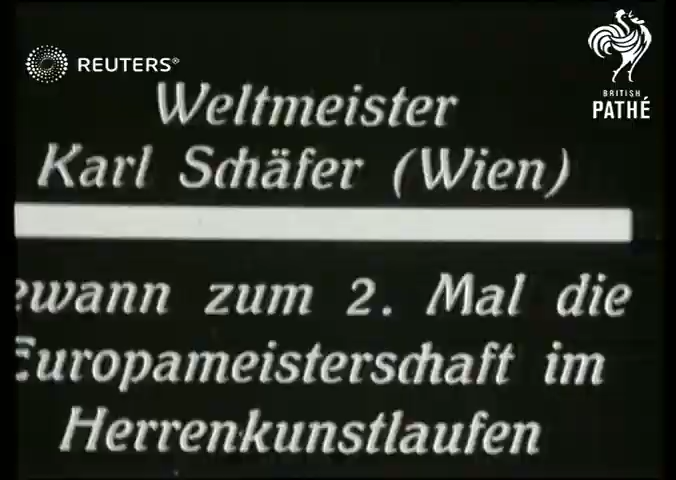 REUTERS®
BRITISH
PATHÉ
Weltmeister
Karl Schäfer (Wien)
ewann zum 2. Mal die
Europameisterschaft im
Herrenkunstlaufen